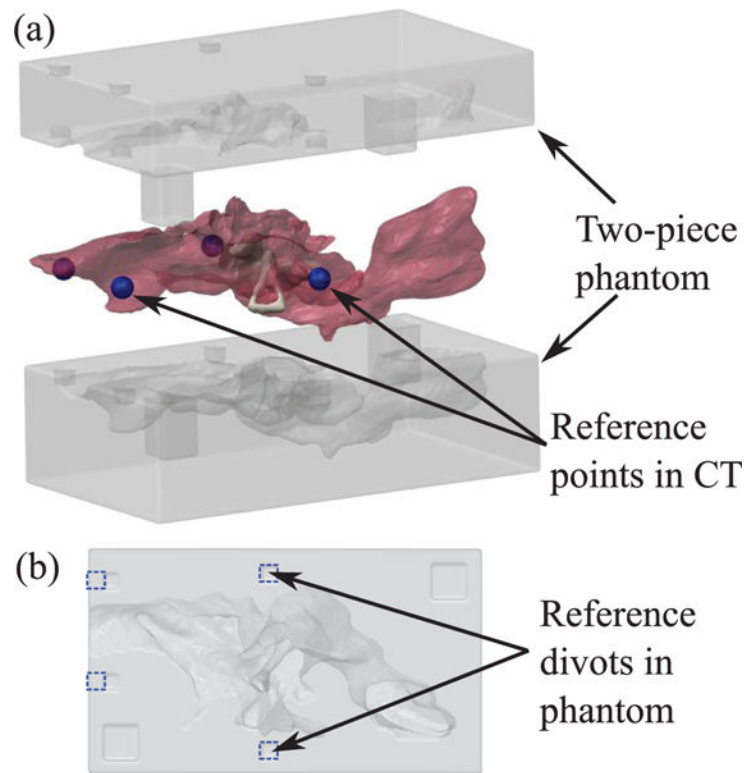 (a)
Two-piece
phantom
Reference
points in CT
(b)
Reference
divots in
phantom